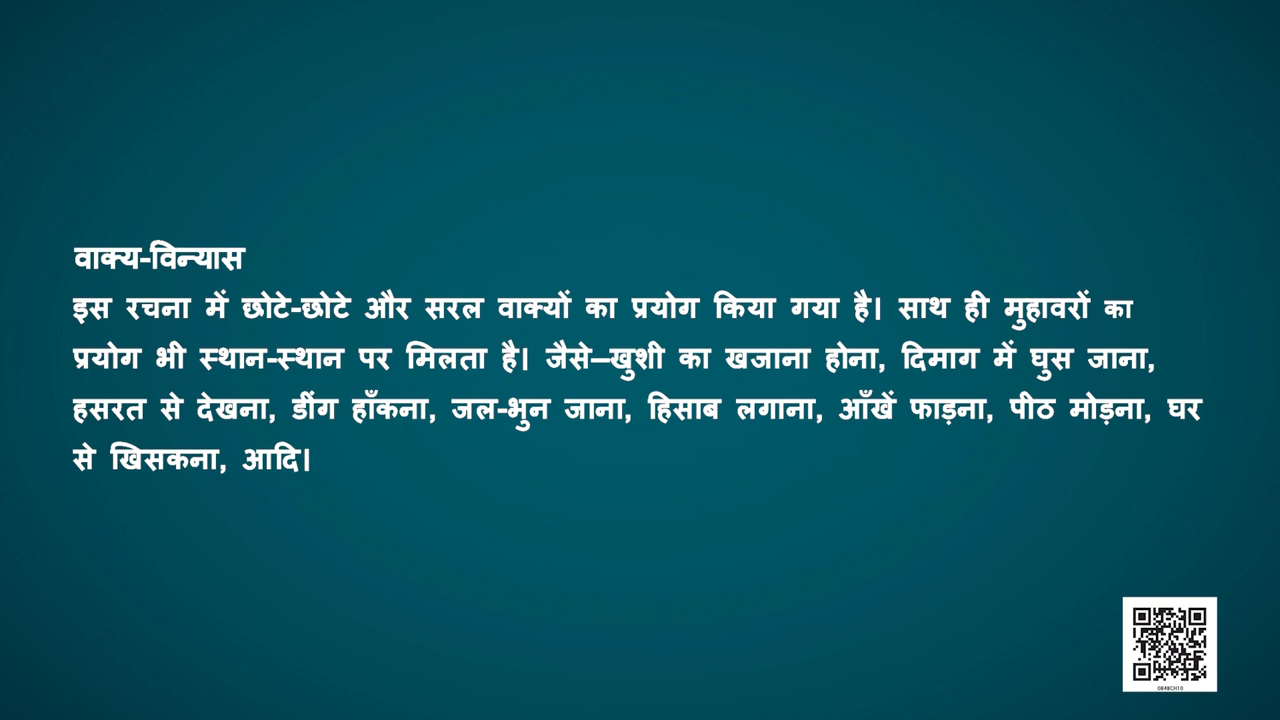 वाक्य-विन्यास
इस रचना में छोटे-छोटे और सरल वाक्यों का प्रयोग किया गया है। साथ ही मुहावरों का
प्रयोग भी स्थान-स्थान पर मिलता है। जैसे–खुशी का खजाना होना, दिमाग में घुस जाना,
हसरत से देखना, डींग हाँकना, जल-भुन जाना, हिसाब लगाना, आँखें फाड़ना, पीठ मोड़ना, घर
से खिसकना, आदि।
0848CH10